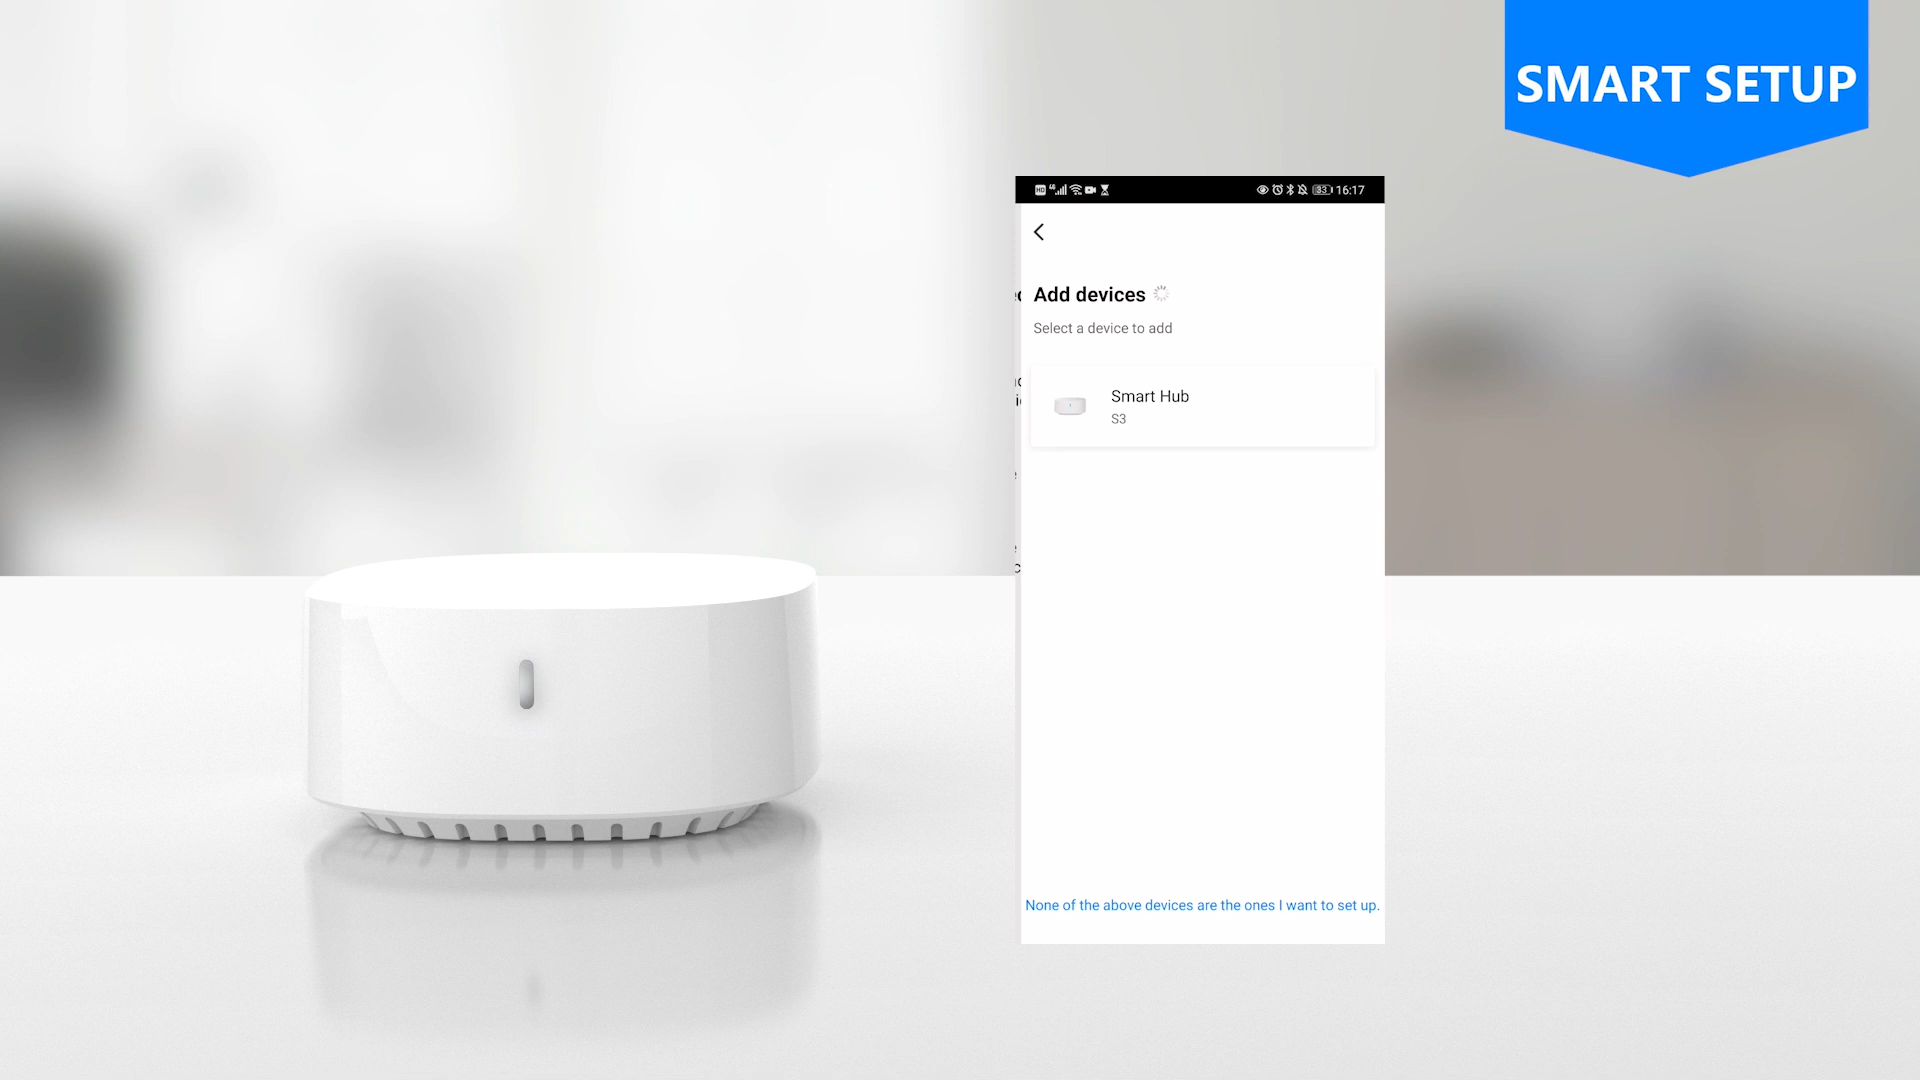 SMART SETUP
16:17
Add devices
Select a device to add
Smart Hub
S3
None of the above devices are the ones I want to set up.